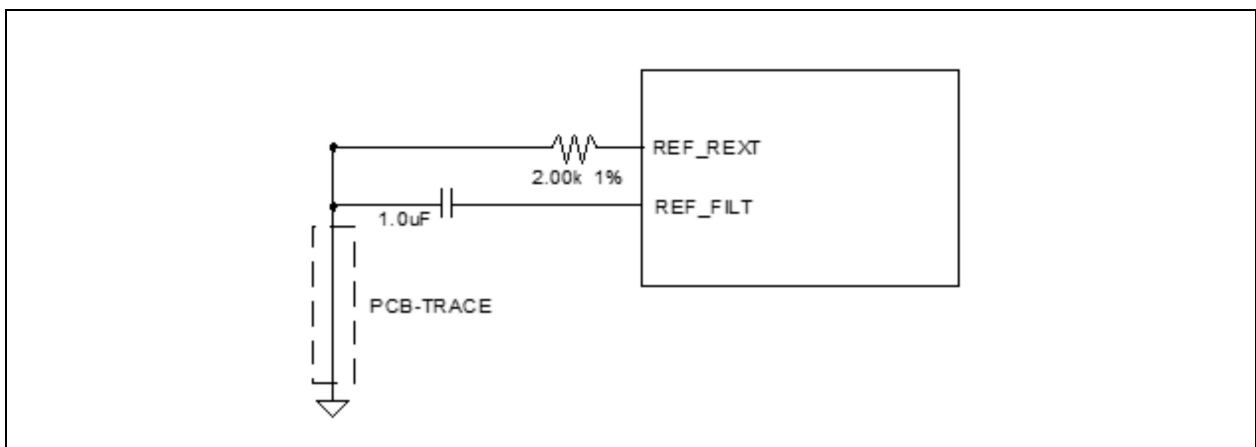 REF_REXT
2.00k 1%
REF_FILT
1.0uF
PCB-TRACE